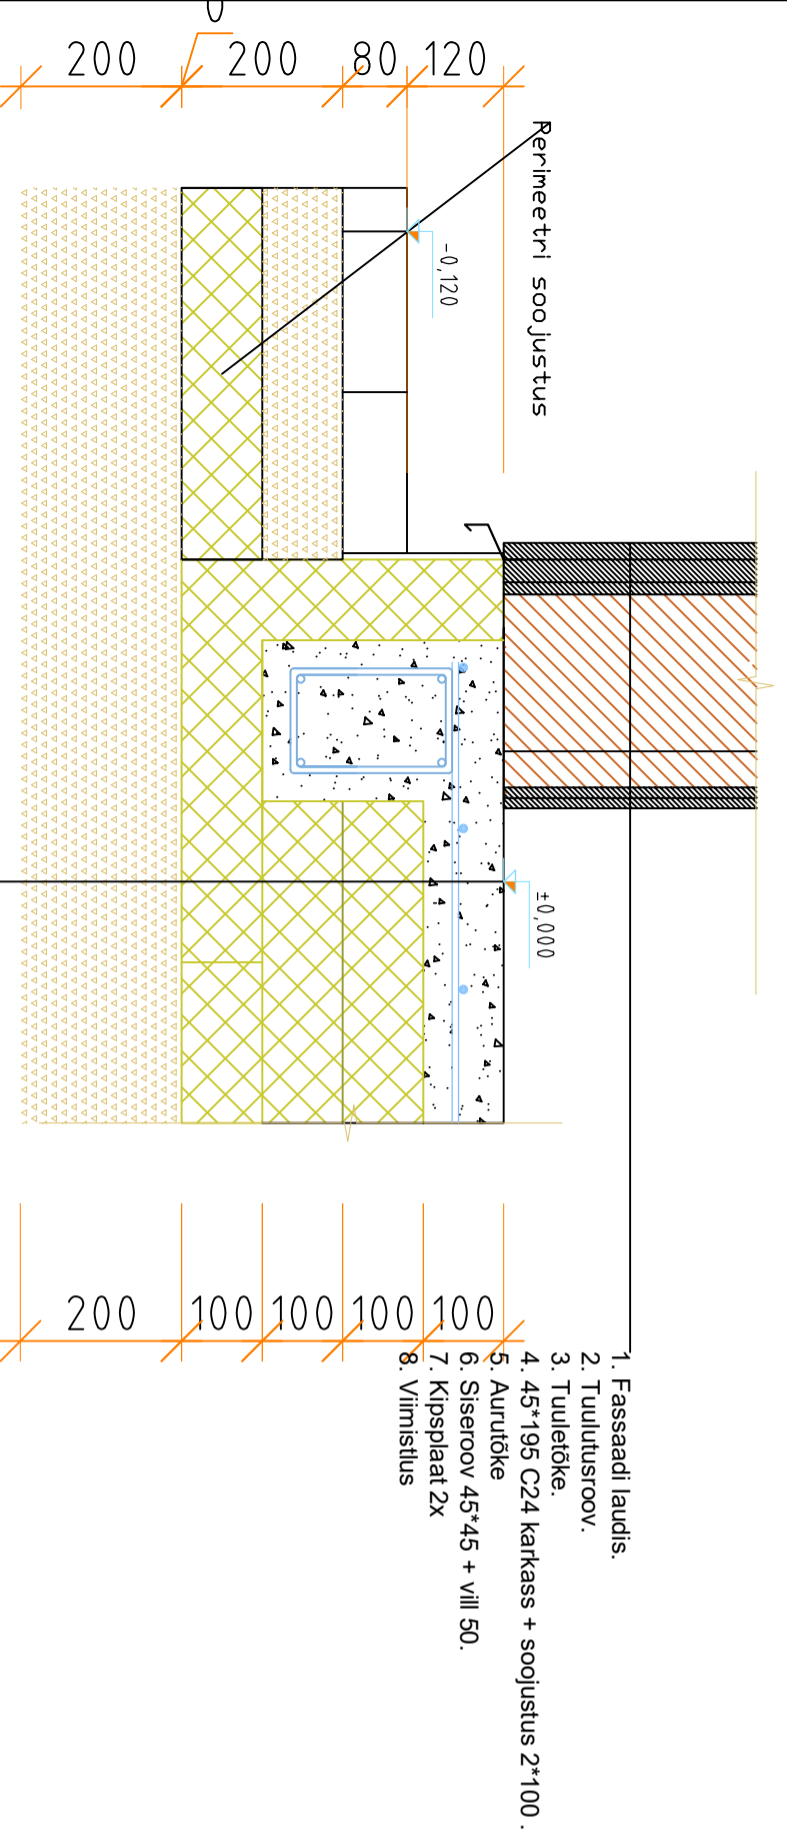 0
200
200
80
120
Perimeetri soojustus
-0,120
1
±0,000
200
100
100
100
100
1. Fassaadi laudis.
2. Tuulutusroov.
3. Tuuletõke.
4. 45*195 C24 karkass + soojustus 2*100 .
5. Aurutõke
6. Siseroov 45*45 + vill 50.
7. Kipsplaat 2x
8. Viimistlus